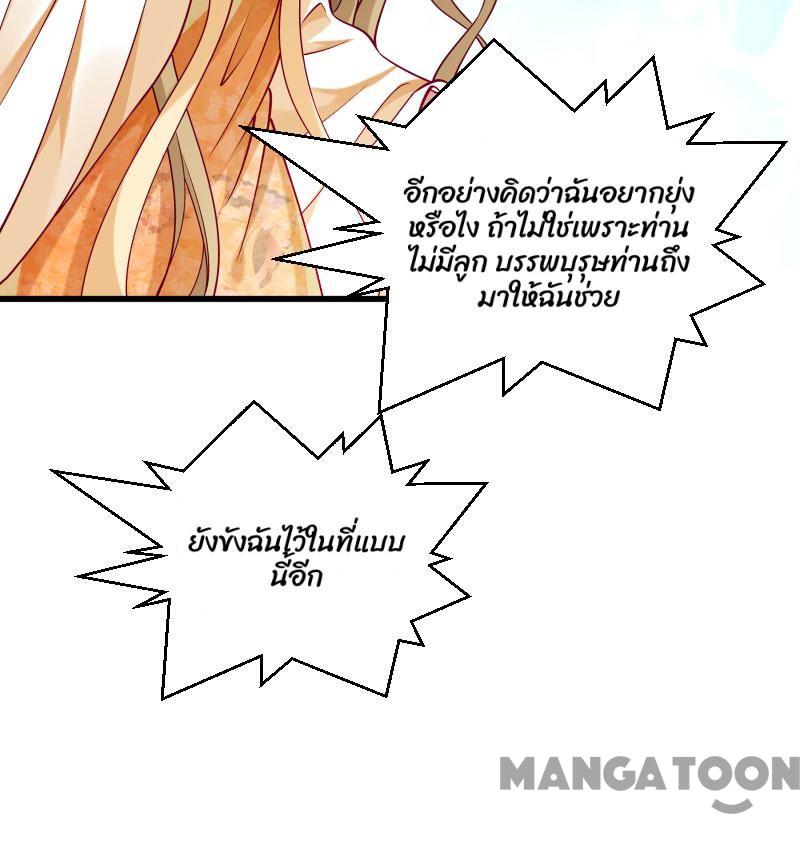 อีกอย่างคิดว่าฉันอยากยุ่ง
หรือไง ถ้าไม่ใช่เพราะท่าน
ไม่มีลูก บรรพบุรุษท่านถึง
มาให้ฉันช่วย
ยังขังฉันไว้ในที่แบบ
นี้อีก
MANGATOON